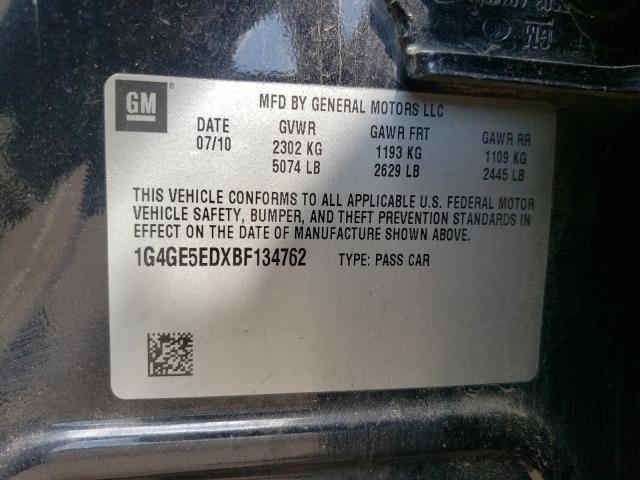 GM
MFD BY GENERAL MOTORS LLC
DATE GVWR GAWR FRT GAWR RR
07/10 2302 KG 1193 KG 1109 KG
5074 LB 2629 LB 2445 LB
THIS VEHICLE CONFORMS TO ALL APPLICABLE U.S. FEDERAL MOTOR
VEHICLE SAFETY, BUMPER, AND THEFT PREVENTION STANDARDS IN
EFFECT ON THE DATE OF MANUFACTURE SHOWN ABOVE.
1G4GE5EDXBF134762 TYPE: PASS CAR